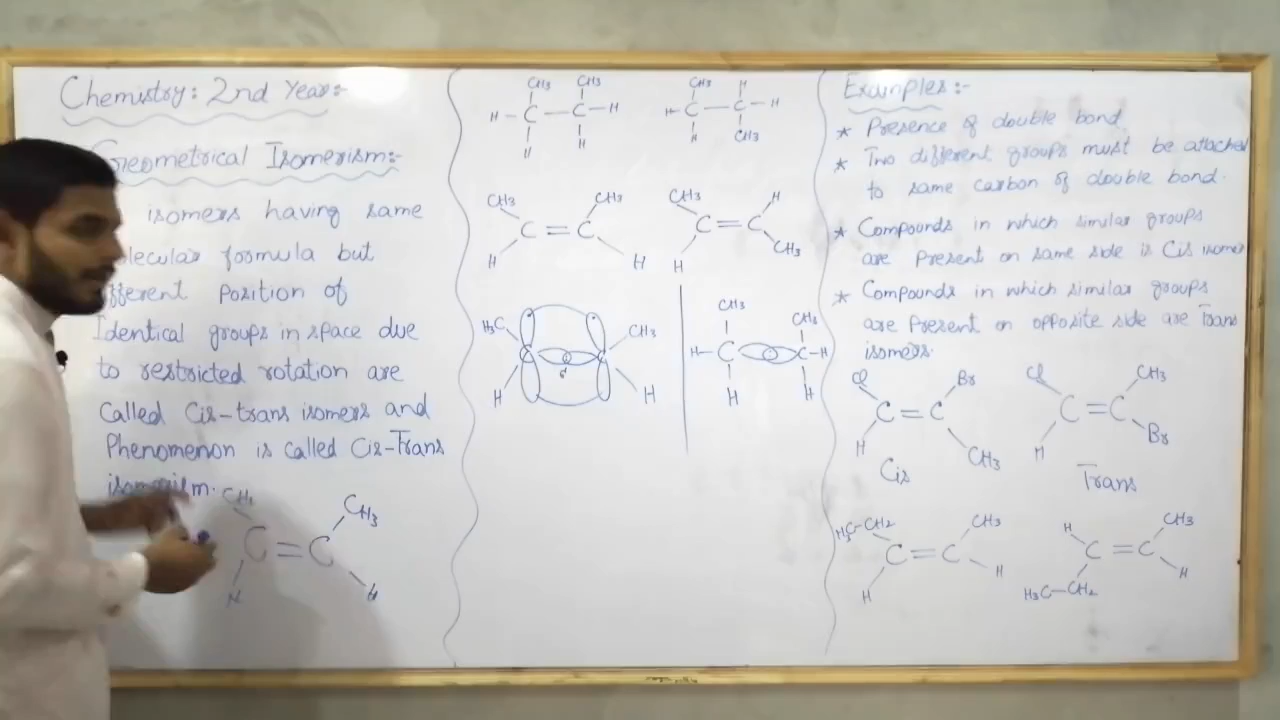 Chemistry: 2nd Year:-
Geometrical Isomerism:-
isomers having same
molecular formula but
different position of
Identical groups in space due
to restricted rotation are
called Cis-trans isomers and
Phenomenon is called Cis-Trans
isomerism.
CH3 CH3
C=C
H H
CH3 CH3
H-C-C-H
H H
CH3 H
H-C-C-H
H CH3
CH3 CH3
C=C
H H
CH3 H
C=C
H CH3
H3C CH3
C C
H H
CH3 CH3
H-C C-H
H H
Examples:-
* Presence of double bond
* Two different groups must be attached
to same carbon of double bond.
* Compounds in which similar groups
are present on same side is Cis isomer
* Compounds in which similar groups
are Present on opposite side are Trans
isomers.
Cl Br
C=C
H CH3
Cis
Cl CH3
C=C
H Br
Trans
H3C-CH2 CH3
C=C
H H
H CH3
C=C
H3C-CH2 H